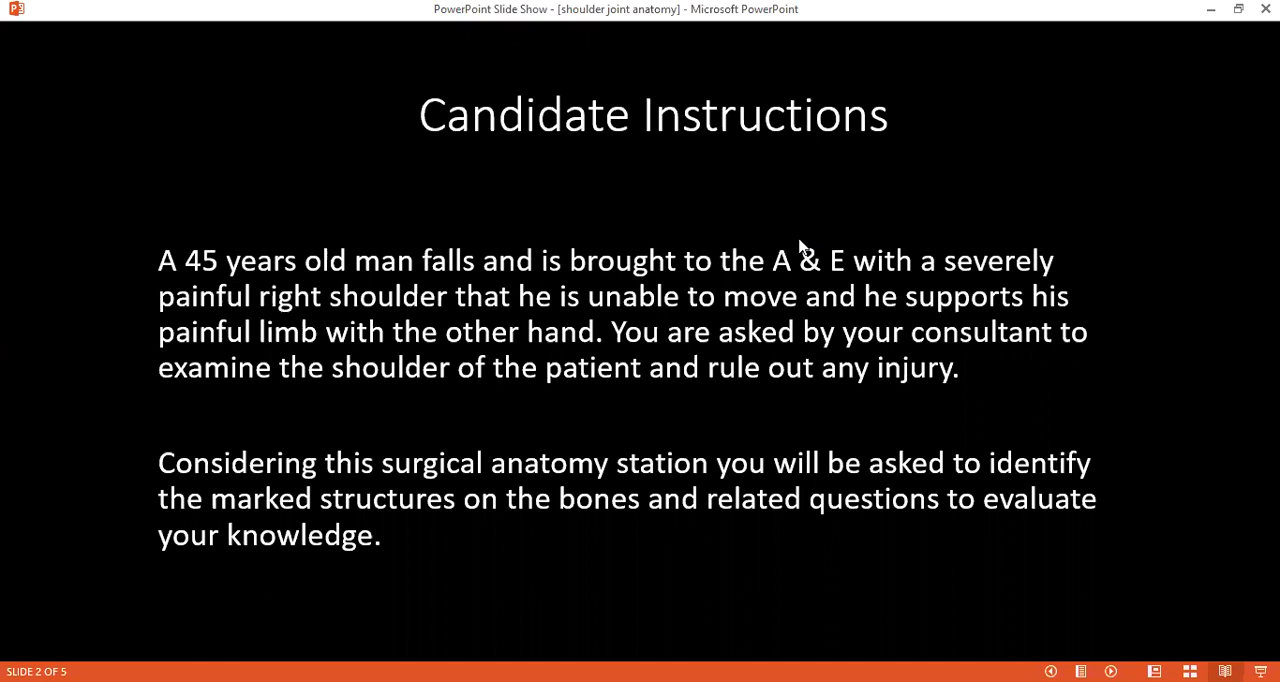 PowerPoint Slide Show - [shoulder joint anatomy] - Microsoft PowerPoint
Candidate Instructions
A 45 years old man falls and is brought to the A & E with a severely
painful right shoulder that he is unable to move and he supports his
painful limb with the other hand. You are asked by your consultant to
examine the shoulder of the patient and rule out any injury.
Considering this surgical anatomy station you will be asked to identify
the marked structures on the bones and related questions to evaluate
your knowledge.
SLIDE 2 OF 5